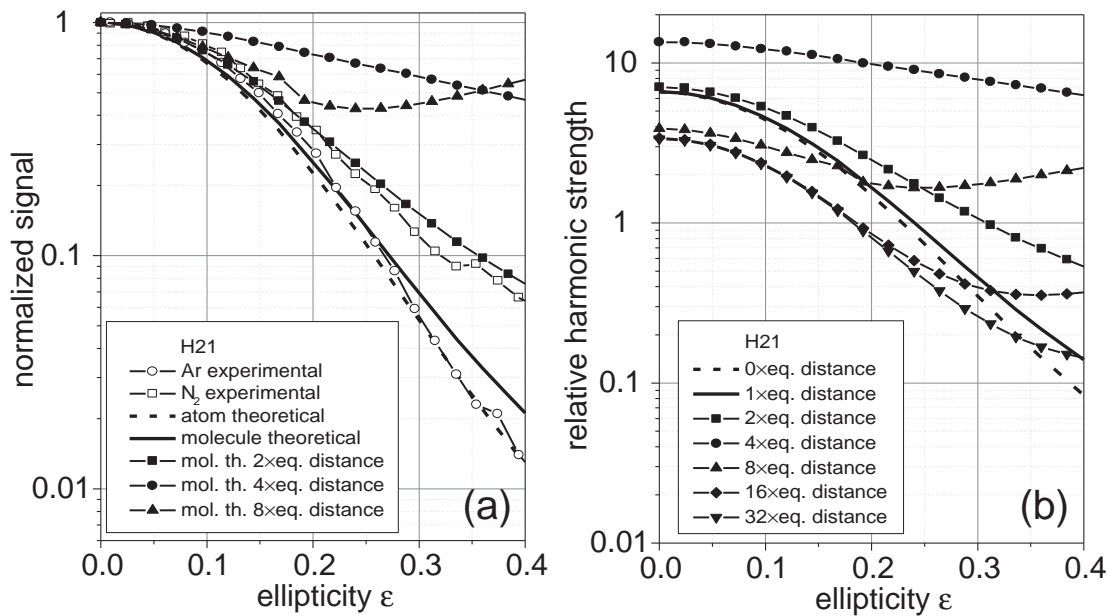 normalized signal
1
0.1
0.01
H21
Ar experimental
N2 experimental
atom theoretical
molecule theoretical
mol. th. 2×eq. distance
mol. th. 4×eq. distance
mol. th. 8×eq. distance
(a)
0.0 0.1 0.2 0.3 0.4
ellipticity ε
relative harmonic strength
10
1
0.1
0.01
H21
0×eq. distance
1×eq. distance
2×eq. distance
4×eq. distance
8×eq. distance
16×eq. distance
32×eq. distance
(b)
0.0 0.1 0.2 0.3 0.4
ellipticity ε